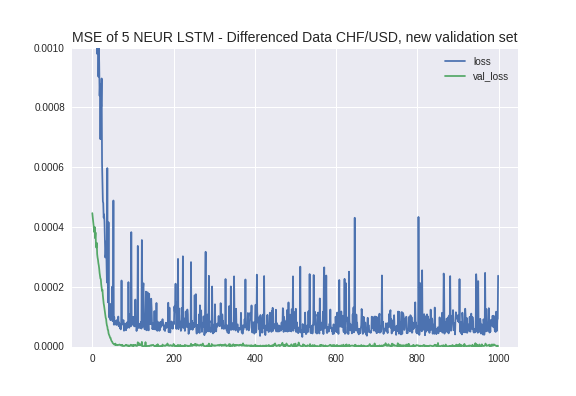 MSE of 5 NEUR LSTM - Differenced Data CHF/USD, new validation set
0.0010
loss
val_loss
0.0008
0.0006
0.0004
0.0002
0.0000
0 200 400 600 800 1000